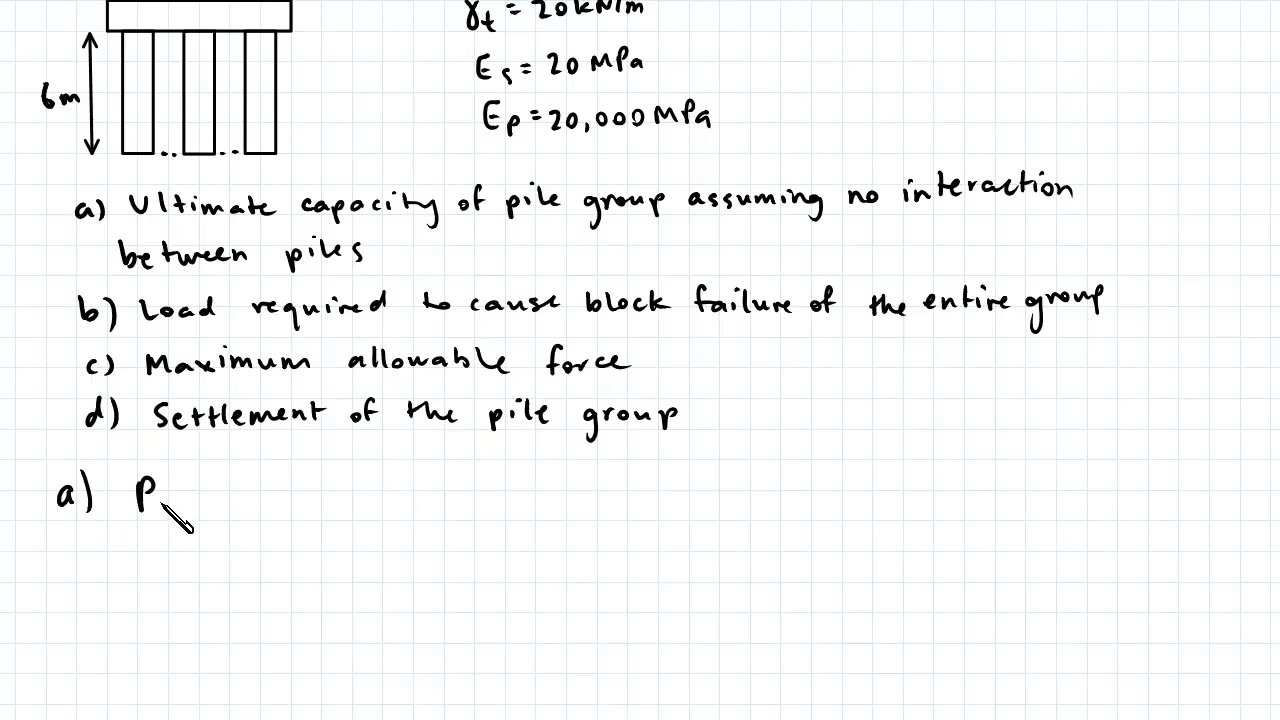 γt = 20kN/m
6m
Es = 20 MPa
Ep = 20,000 MPa
a) Ultimate capacity of pile group assuming no interaction
between piles
b) Load required to cause block failure of the entire group
c) Maximum allowable force
d) Settlement of the pile group
a) P